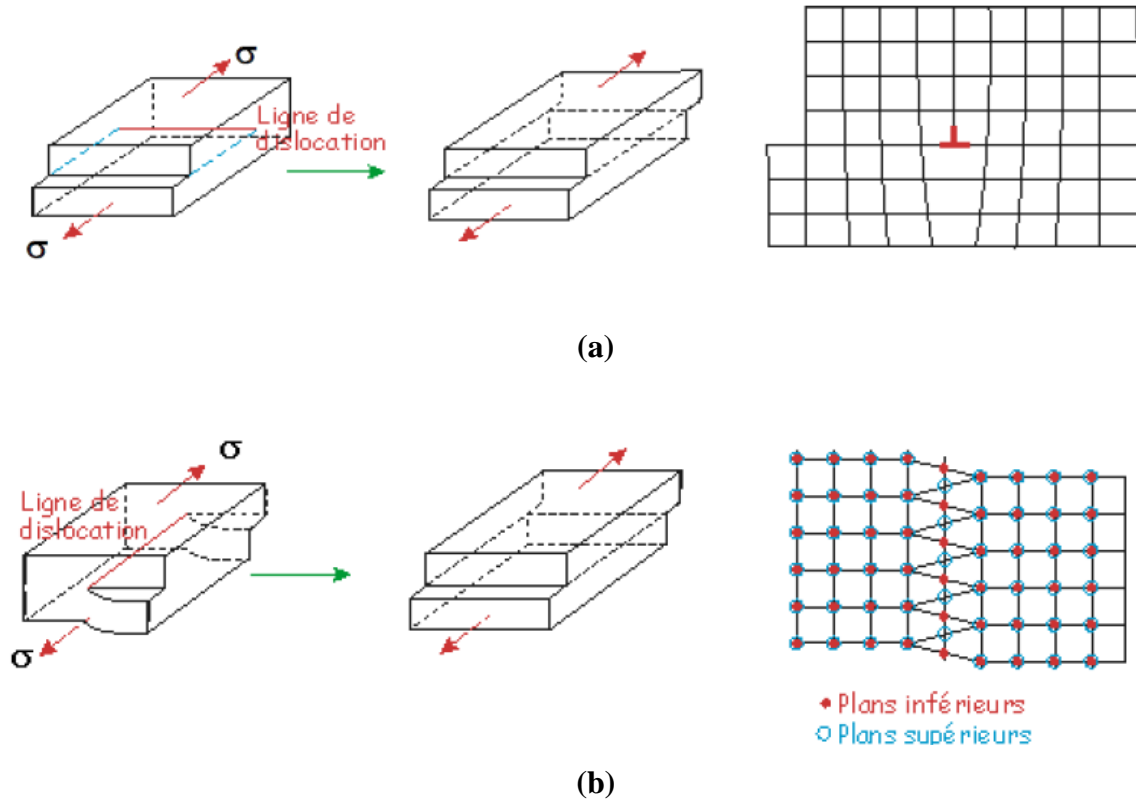 σ
Ligne de
dislocation
σ
(a)
σ
Ligne de
dislocation
σ
Plans inférieurs
Plans supérieurs
(b)